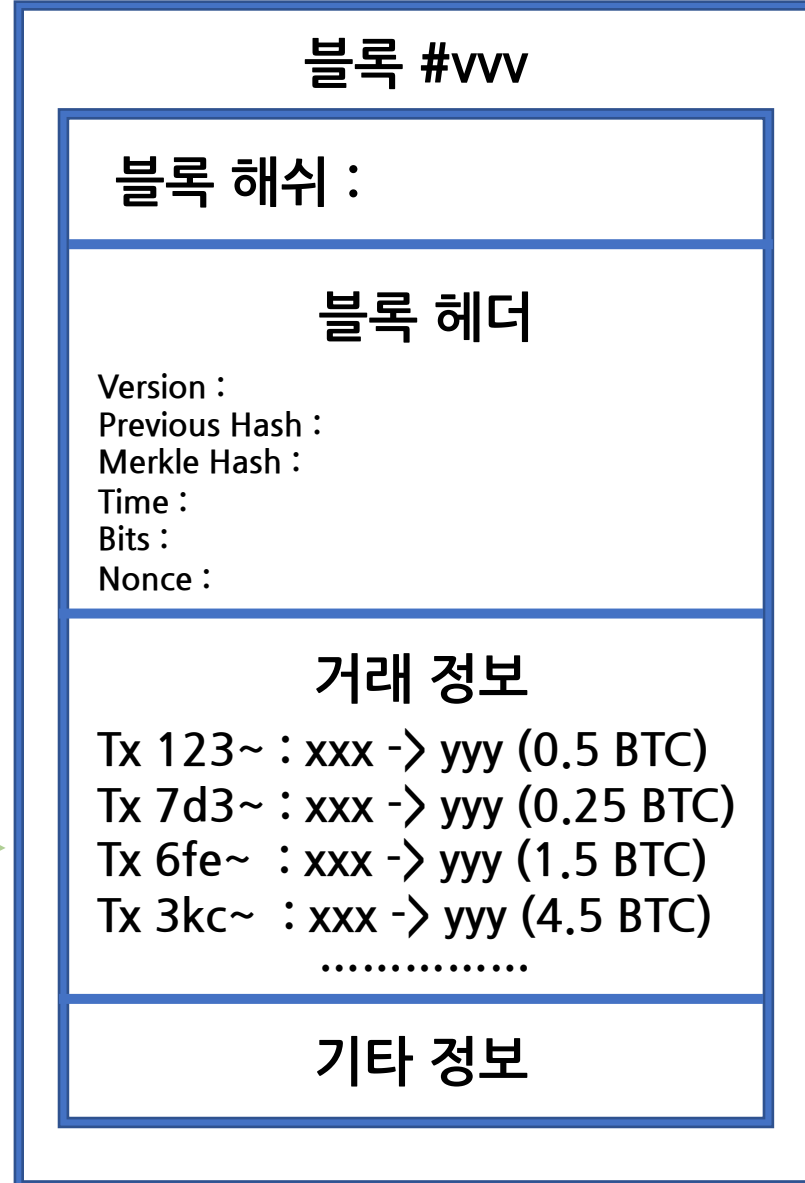 블록 #vvv
블록 해쉬 :
블록 헤더
Version :
Previous Hash :
Merkle Hash :
Time :
Bits :
Nonce :
거래 정보
Tx 123~ : xxx -> yyy (0.5 BTC)
Tx 7d3~ : xxx -> yyy (0.25 BTC)
Tx 6fe~ : xxx -> yyy (1.5 BTC)
Tx 3kc~ : xxx -> yyy (4.5 BTC)
……………
기타 정보